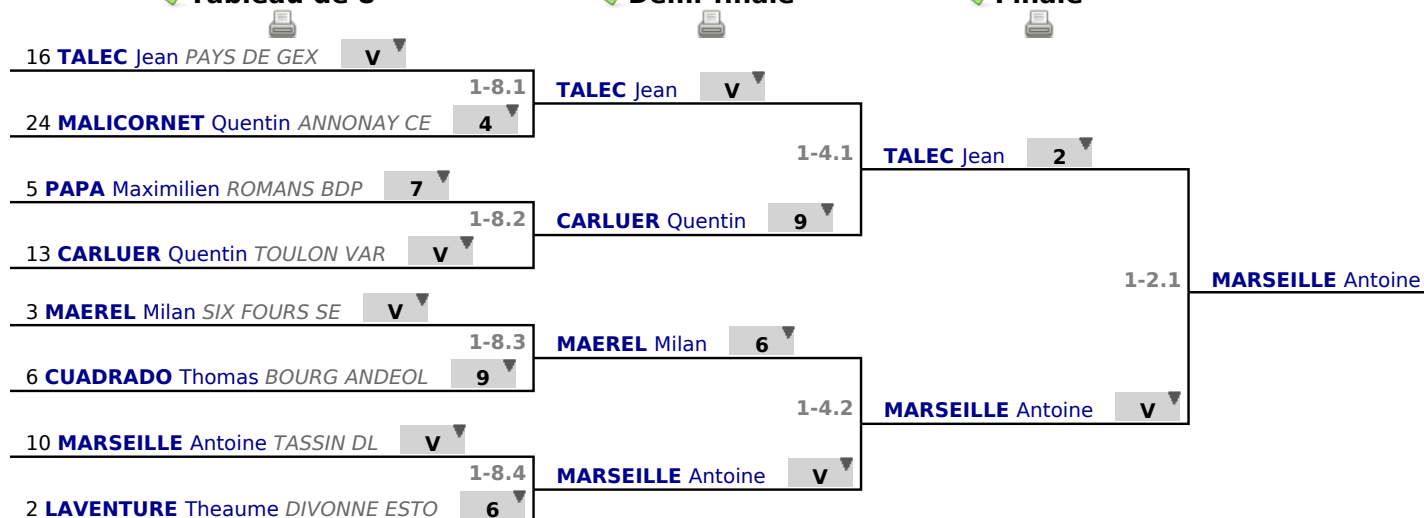 Tableau de 8 Demi-finale Finale
16 TALEC Jean PAYS DE GEX V
1-8.1 TALEC Jean V
24 MALICORNET Quentin ANNONAY CE 4
1-4.1 TALEC Jean 2
5 PAPA Maximilien ROMANS BDP 7
1-8.2 CARLUER Quentin 9
13 CARLUER Quentin TOULON VAR V
1-2.1 MARSEILLE Antoine
3 MAEREL Milan SIX FOURS SE V
1-8.3 MAEREL Milan 6
6 CUADRADO Thomas BOURG ANDEOL 9
1-4.2 MARSEILLE Antoine V
10 MARSEILLE Antoine TASSIN DL V
1-8.4 MARSEILLE Antoine V
2 LAVENTURE Theaume DIVONNE ESTO 6